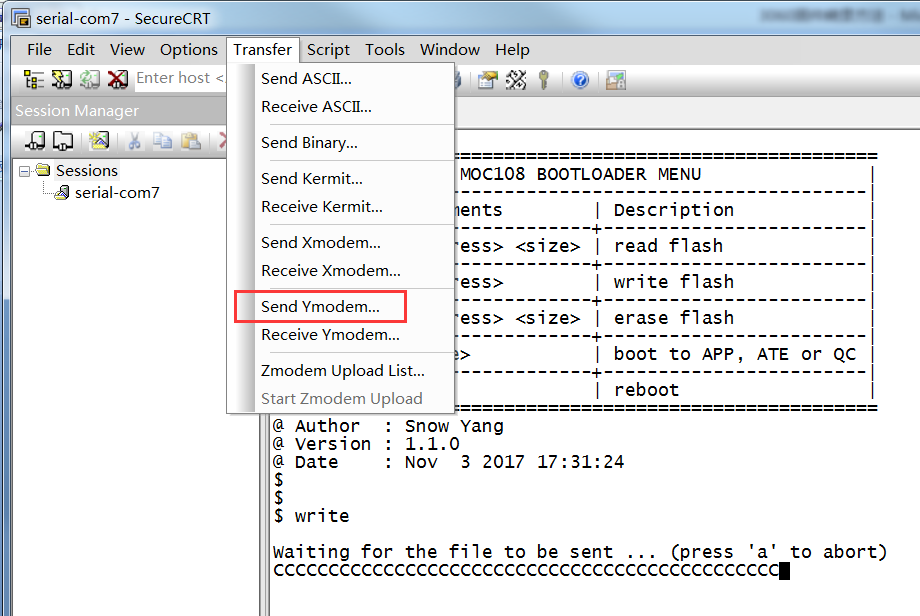 serial-com7 - SecureCRT
File Edit View Options Transfer Script Tools Window Help
Enter host <
Session Manager
Sessions
serial-com7
Send ASCII...
Receive ASCII...
Send Binary...
Send Kermit...
Receive Kermit...
Send Xmodem...
Receive Xmodem...
Send Ymodem...
Receive Ymodem...
Zmodem Upload List...
Start Zmodem Upload
============================================
MOC108 BOOTLOADER MENU |
ments | Description |
ress> <size> | read flash |
ress> | write flash |
ress> <size> | erase flash |
e> | boot to APP, ATE or QC |
| reboot |
@ Author : Snow Yang
@ Version : 1.1.0
@ Date : Nov 3 2017 17:31:24
$
$
$ write
Waiting for the file to be sent ... (press 'a' to abort)
CCCCCCCCCCCCCCCCCCCCCCCCCCCCCCCCCCCCCCCCCCCCCC